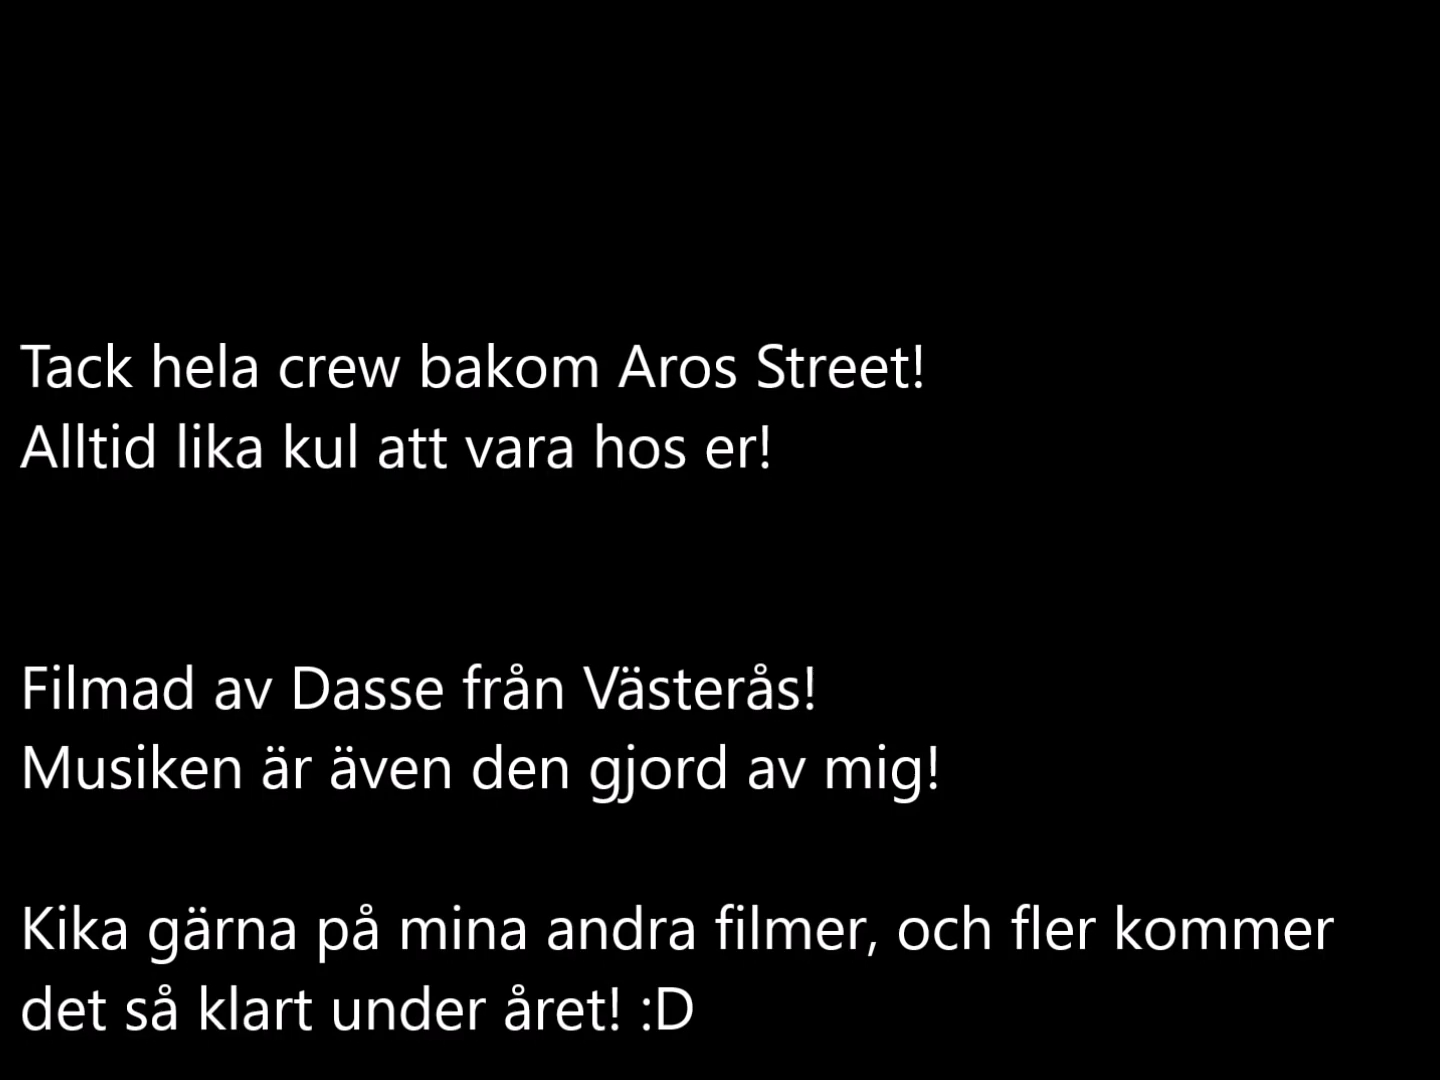 Tack hela crew bakom Aros Street!
Alltid lika kul att vara hos er!
Filmad av Dasse från Västerås!
Musiken är även den gjord av mig!
Kika gärna på mina andra filmer, och fler kommer
det så klart under året! :D